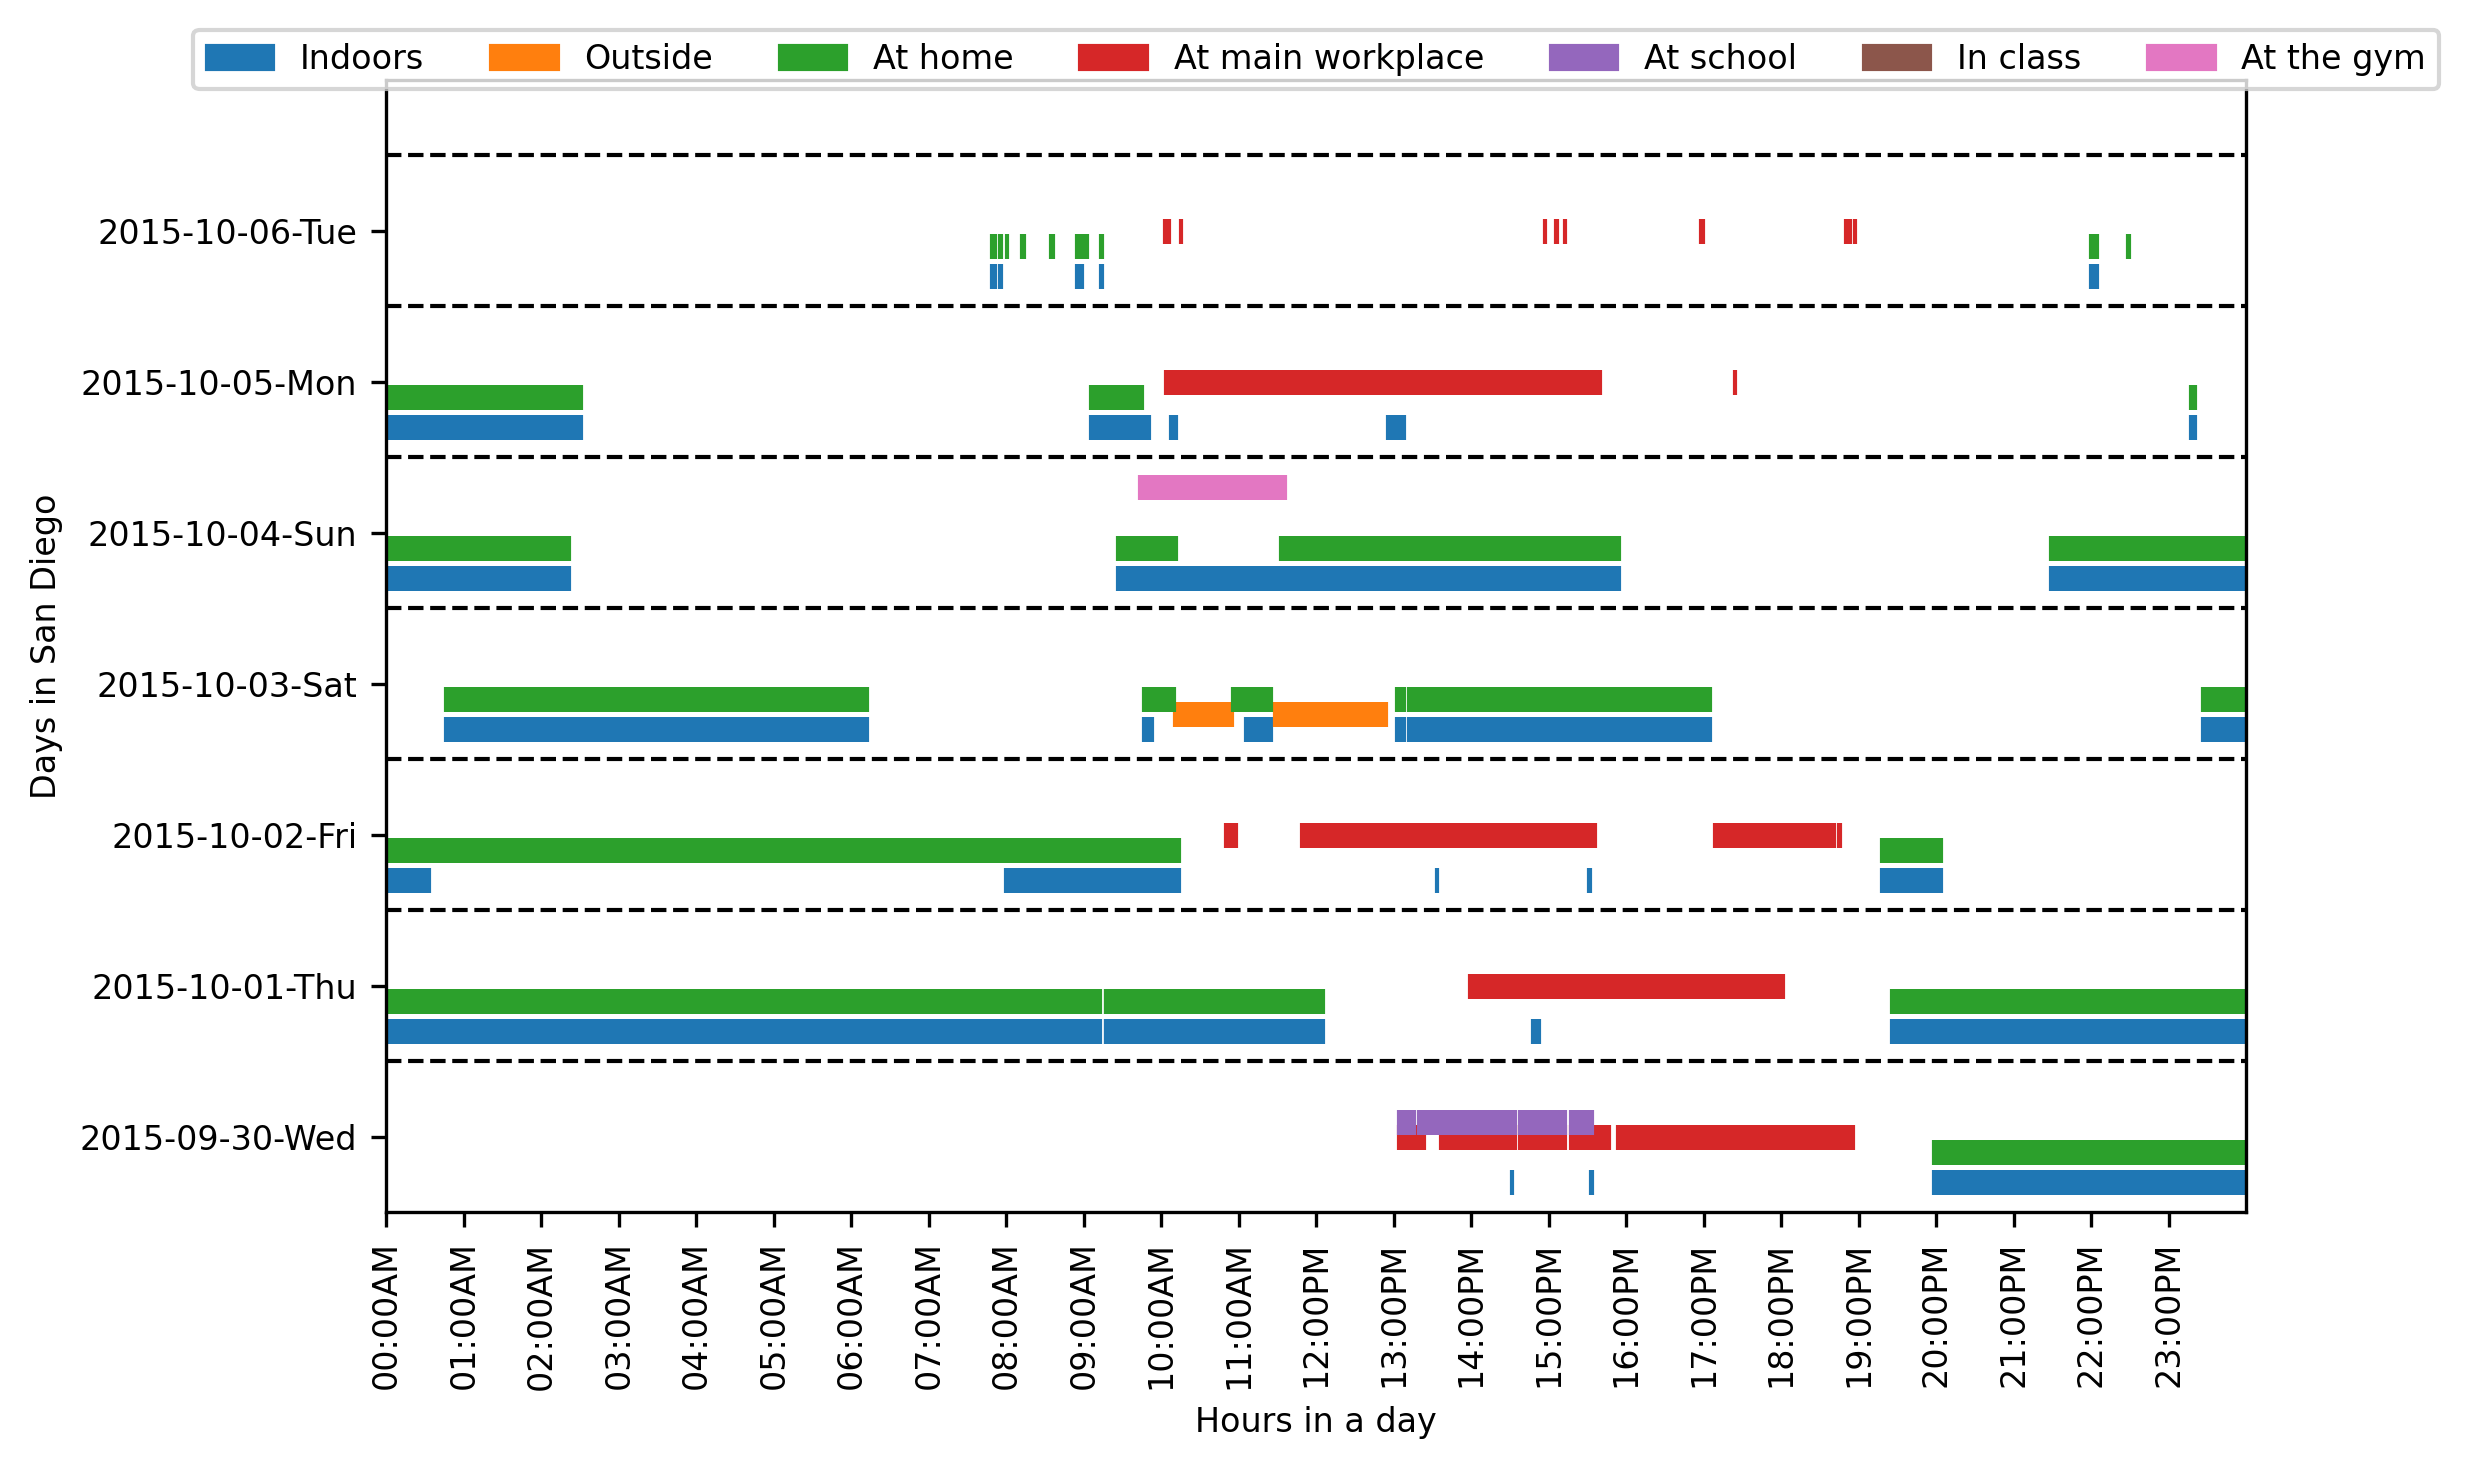 Indoors Outside At home At main workplace At school In class At the gym
Days in San Diego
2015-10-06-Tue
2015-10-05-Mon
2015-10-04-Sun
2015-10-03-Sat
2015-10-02-Fri
2015-10-01-Thu
2015-09-30-Wed
00:00AM
01:00AM
02:00AM
03:00AM
04:00AM
05:00AM
06:00AM
07:00AM
08:00AM
09:00AM
10:00AM
11:00AM
12:00PM
13:00PM
14:00PM
15:00PM
16:00PM
17:00PM
18:00PM
19:00PM
20:00PM
21:00PM
22:00PM
23:00PM
Hours in a day